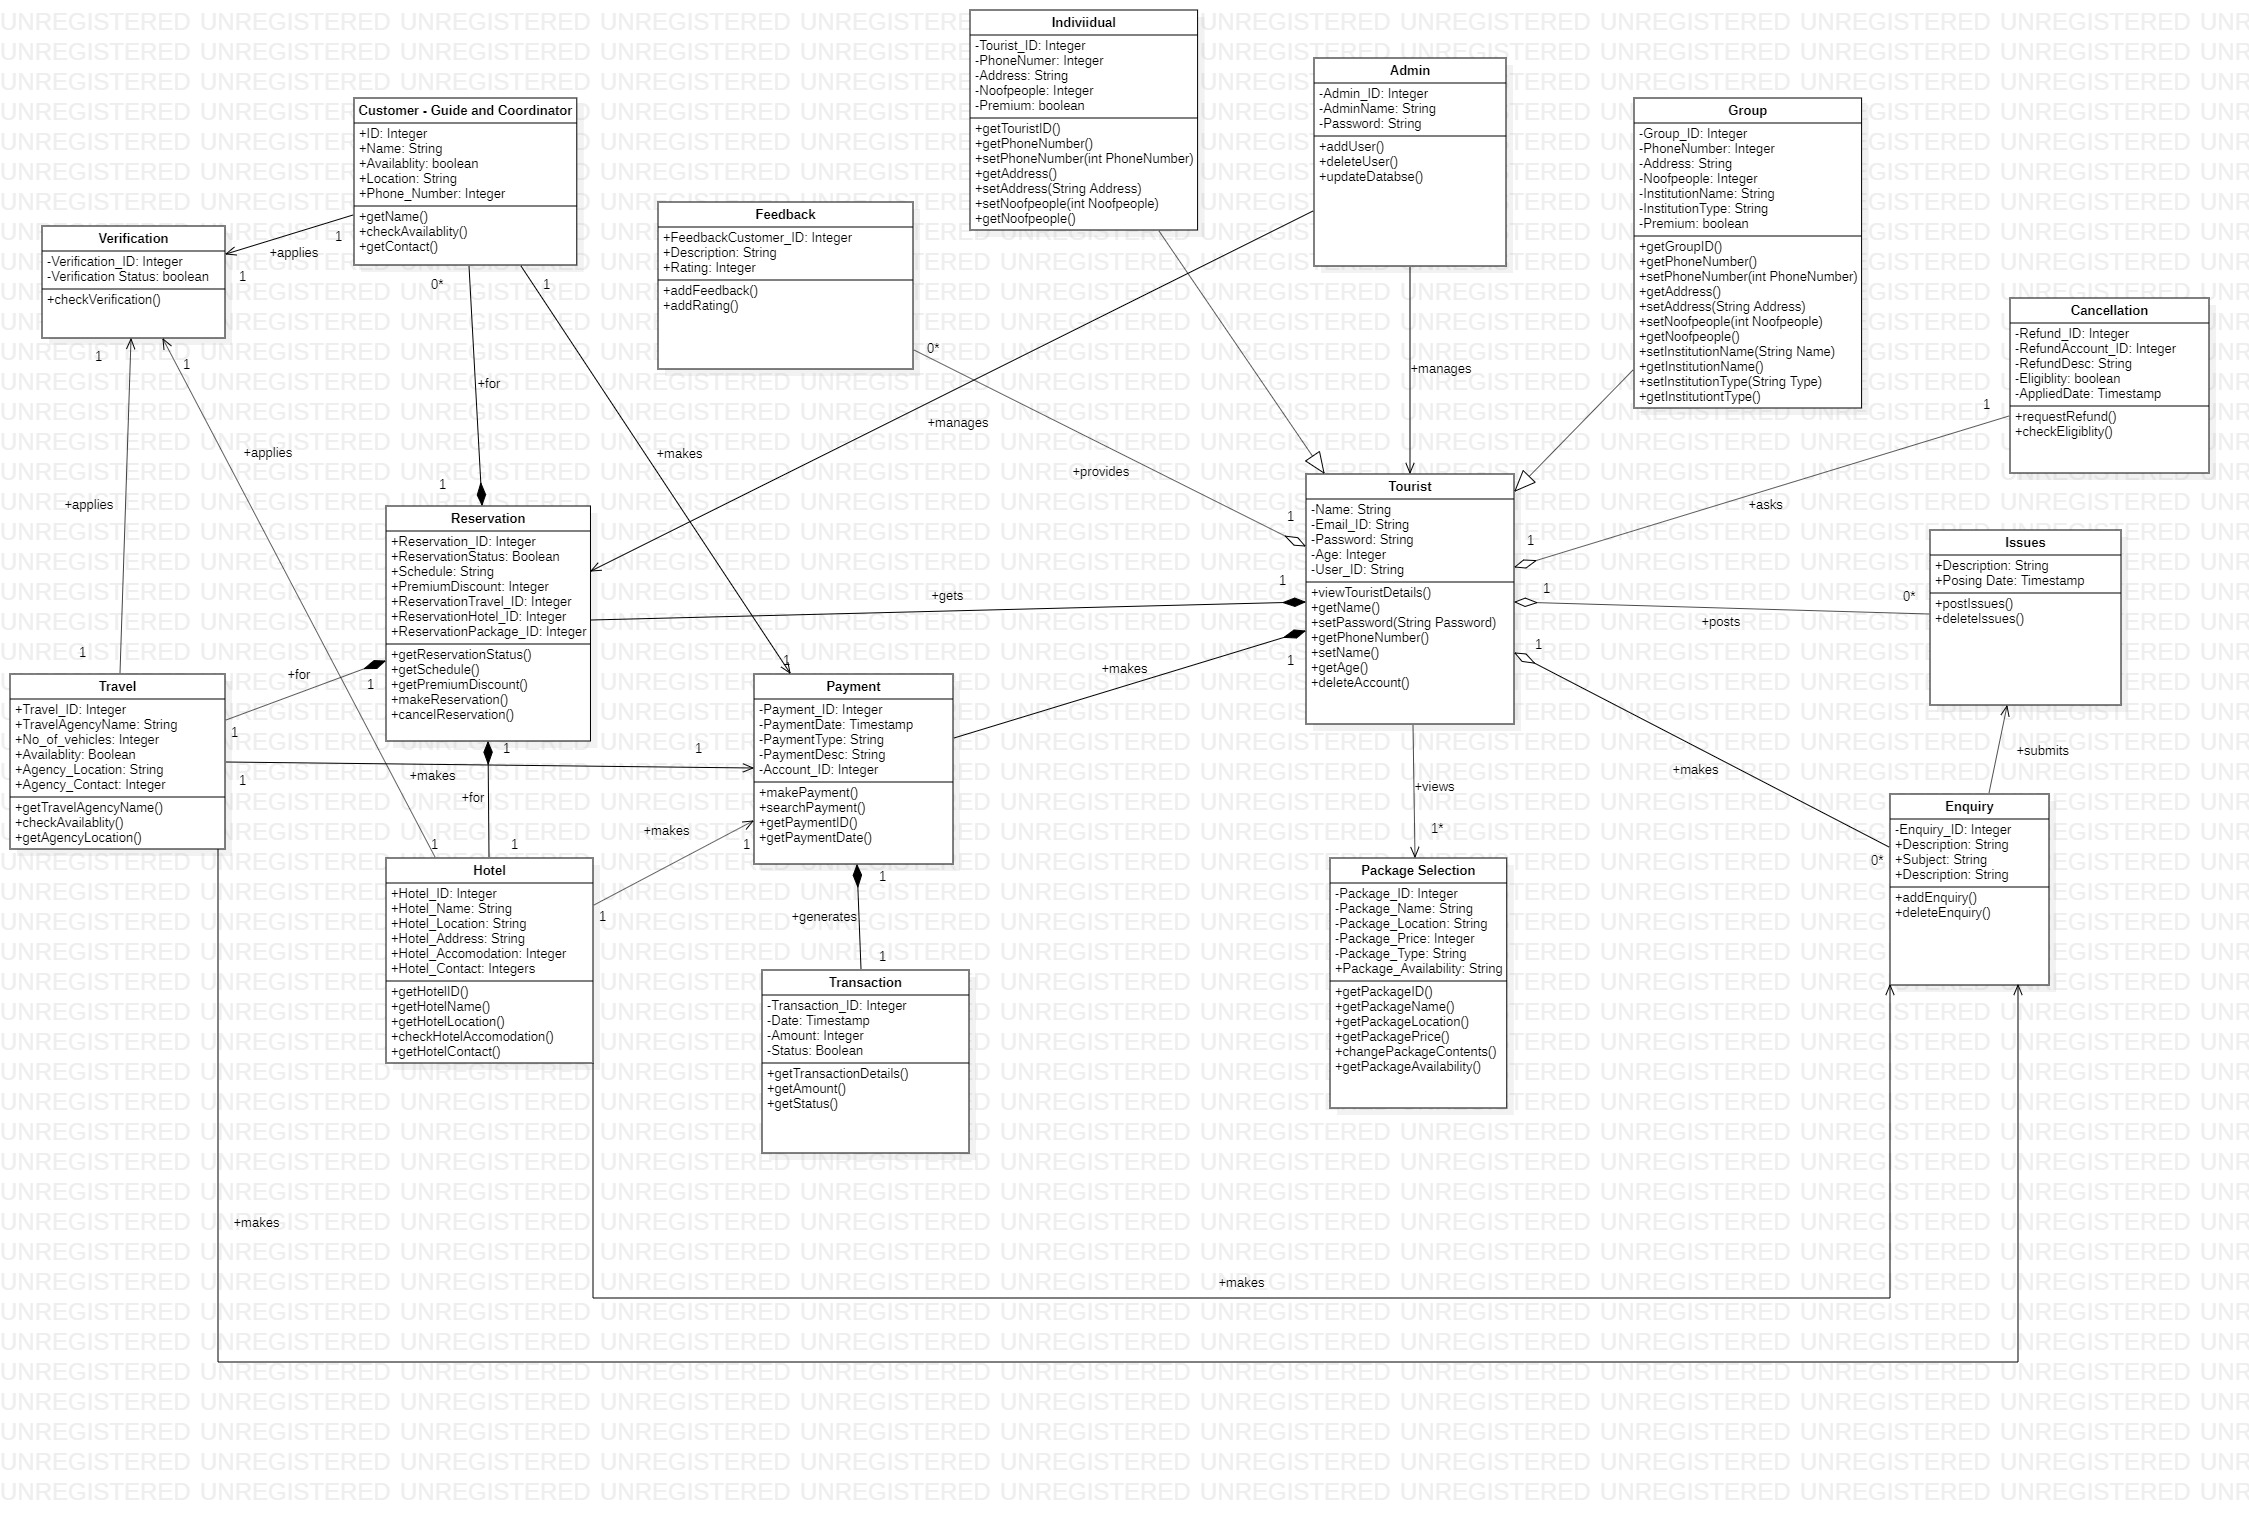 Indiviidual
-Tourist_ID: Integer
-PhoneNumer: Integer
-Address: String
-Noofpeople: Integer
-Premium: boolean
+getTouristID()
+getPhoneNumber()
+setPhoneNumber(int PhoneNumber)
+getAddress()
+setAddress(String Address)
+setNoofpeople(int Noofpeople)
+getNoofpeople()
Admin
-Admin_ID: Integer
-AdminName: String
-Password: String
+addUser()
+deleteUser()
+updateDatabse()
Customer - Guide and Coordinator
+ID: Integer
+Name: String
+Availablity: boolean
+Location: String
+Phone_Number: Integer
+getName()
+checkAvailablity()
+getContact()
Group
-Group_ID: Integer
-PhoneNumber: Integer
-Address: String
-Noofpeople: Integer
-InstitutionName: String
-InstitutionType: String
-Premium: boolean
+getGroupID()
+getPhoneNumber()
+setPhoneNumber(int PhoneNumber)
+getAddress()
+setAddress(String Address)
+setNoofpeople(int Noofpeople)
+getNoofpeople()
+setInstitutionName(String Name)
+getInstitutionName()
+setInstitutionType(String Type)
+getInstitutiontType()
Feedback
+FeedbackCustomer_ID: Integer
+Description: String
+Rating: Integer
+addFeedback()
+addRating()
Verification
-Verification_ID: Integer
-Verification Status: boolean
+checkVerification()
1
+applies
1
0*
1
Cancellation
-Refund_ID: Integer
-RefundAccount_ID: Integer
-RefundDesc: String
-Eligiblity: boolean
-AppliedDate: Timestamp
+requestRefund()
+checkEligiblity()
1
1
0*
+manages
+for
1
+manages
+applies
+makes
+provides
1
+applies
+asks
1
1
Reservation
+Reservation_ID: Integer
+ReservationStatus: Boolean
+Schedule: String
+PremiumDiscount: Integer
+ReservationTravel_ID: Integer
+ReservationHotel_ID: Integer
+ReservationPackage_ID: Integer
+getReservationStatus()
+getSchedule()
+getPremiumDiscount()
+makeReservation()
+cancelReservation()
Tourist
-Name: String
-Email_ID: String
-Password: String
-Age: Integer
-User_ID: String
+viewTouristDetails()
+getName()
+setPassword(String Password)
+getPhoneNumber()
+setName()
+getAge()
+deleteAccount()
Issues
+Description: String
+Posing Date: Timestamp
+postIssues()
+deleteIssues()
1
+gets
1
0*
+posts
1
1
1
+makes
1
+for
1
1
Travel
+Travel_ID: Integer
+TravelAgencyName: String
+No_of_vehicles: Integer
+Availablity: Boolean
+Agency_Location: String
+Agency_Contact: Integer
+getTravelAgencyName()
+checkAvailablity()
+getAgencyLocation()
Payment
-Payment_ID: Integer
-PaymentDate: Timestamp
-PaymentType: String
-PaymentDesc: String
-Account_ID: Integer
+makePayment()
+searchPayment()
+getPaymentID()
+getPaymentDate()
1
1
+submits
+makes
1
+makes
+views
+for
1*
+makes
1
1
1
0*
Enquiry
-Enquiry_ID: Integer
+Description: String
+Subject: String
+Description: String
+addEnquiry()
+deleteEnquiry()
Hotel
+Hotel_ID: Integer
+Hotel_Name: String
+Hotel_Location: String
+Hotel_Address: String
+Hotel_Accomodation: Integer
+Hotel_Contact: Integers
+getHotelID()
+getHotelName()
+getHotelLocation()
+checkHotelAccomodation()
+getHotelContact()
Package Selection
-Package_ID: Integer
-Package_Name: String
-Package_Location: String
-Package_Price: Integer
-Package_Type: String
+Package_Availability: String
+getPackageID()
+getPackageName()
+getPackageLocation()
+getPackagePrice()
+changePackageContents()
+getPackageAvailability()
1
1
+generates
1
Transaction
-Transaction_ID: Integer
-Date: Timestamp
-Amount: Integer
-Status: Boolean
+getTransactionDetails()
+getAmount()
+getStatus()
+makes
+makes